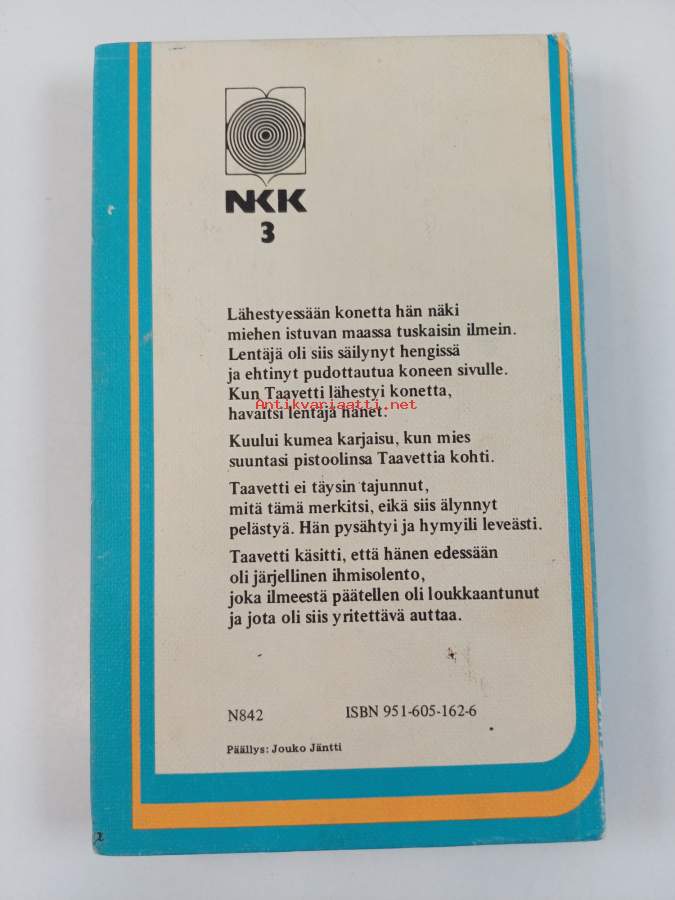 NKK
3
Lähestyessään konetta hän näki
miehen istuvan maassa tuskaisin ilmein.
Lentäjä oli siis säilynyt hengissä
ja ehtinyt pudottautua koneen sivulle.
Kun Taavetti lähestyi konetta,
Antikvariaatti.net
havaitsi lentäjä hänet.
Kuului kumea karjaisu, kun mies
suuntasi pistoolinsa Taavettia kohti.
Taavetti ei täysin tajunnut,
mitä tämä merkitsi, eikä siis älynnyt
pelästyä. Hän pysähtyi ja hymyili leveästi.
Taavetti käsitti, että hänen edessään
oli järjellinen ihmisolento,
joka ilmeestä päätellen oli loukkaantunut
ja jota oli siis yritettävä auttaa.
N842 ISBN 951-605-162-6
Päällys: Jouko Jäntti